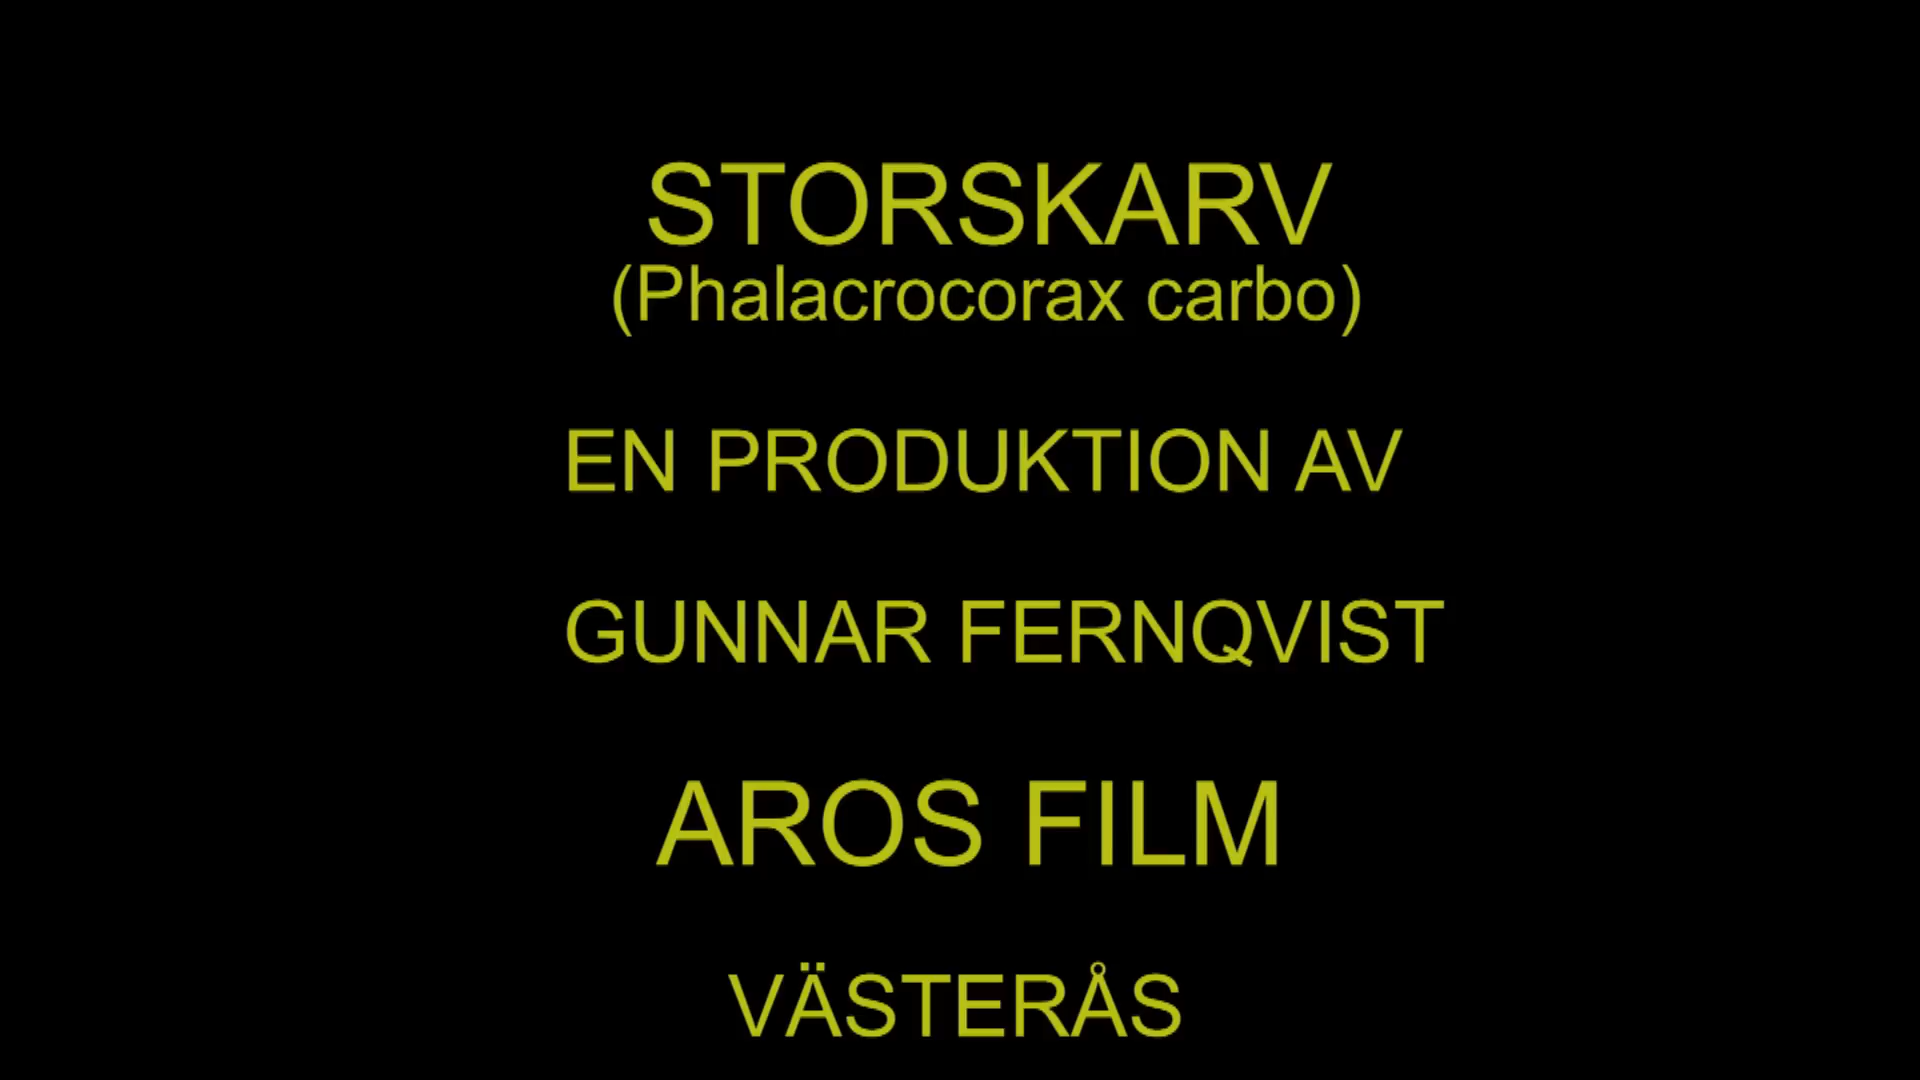 STORSKARV
(Phalacrocorax carbo)
EN PRODUKTION AV
GUNNAR FERNQVIST
AROS FILM
VÄSTERÅS